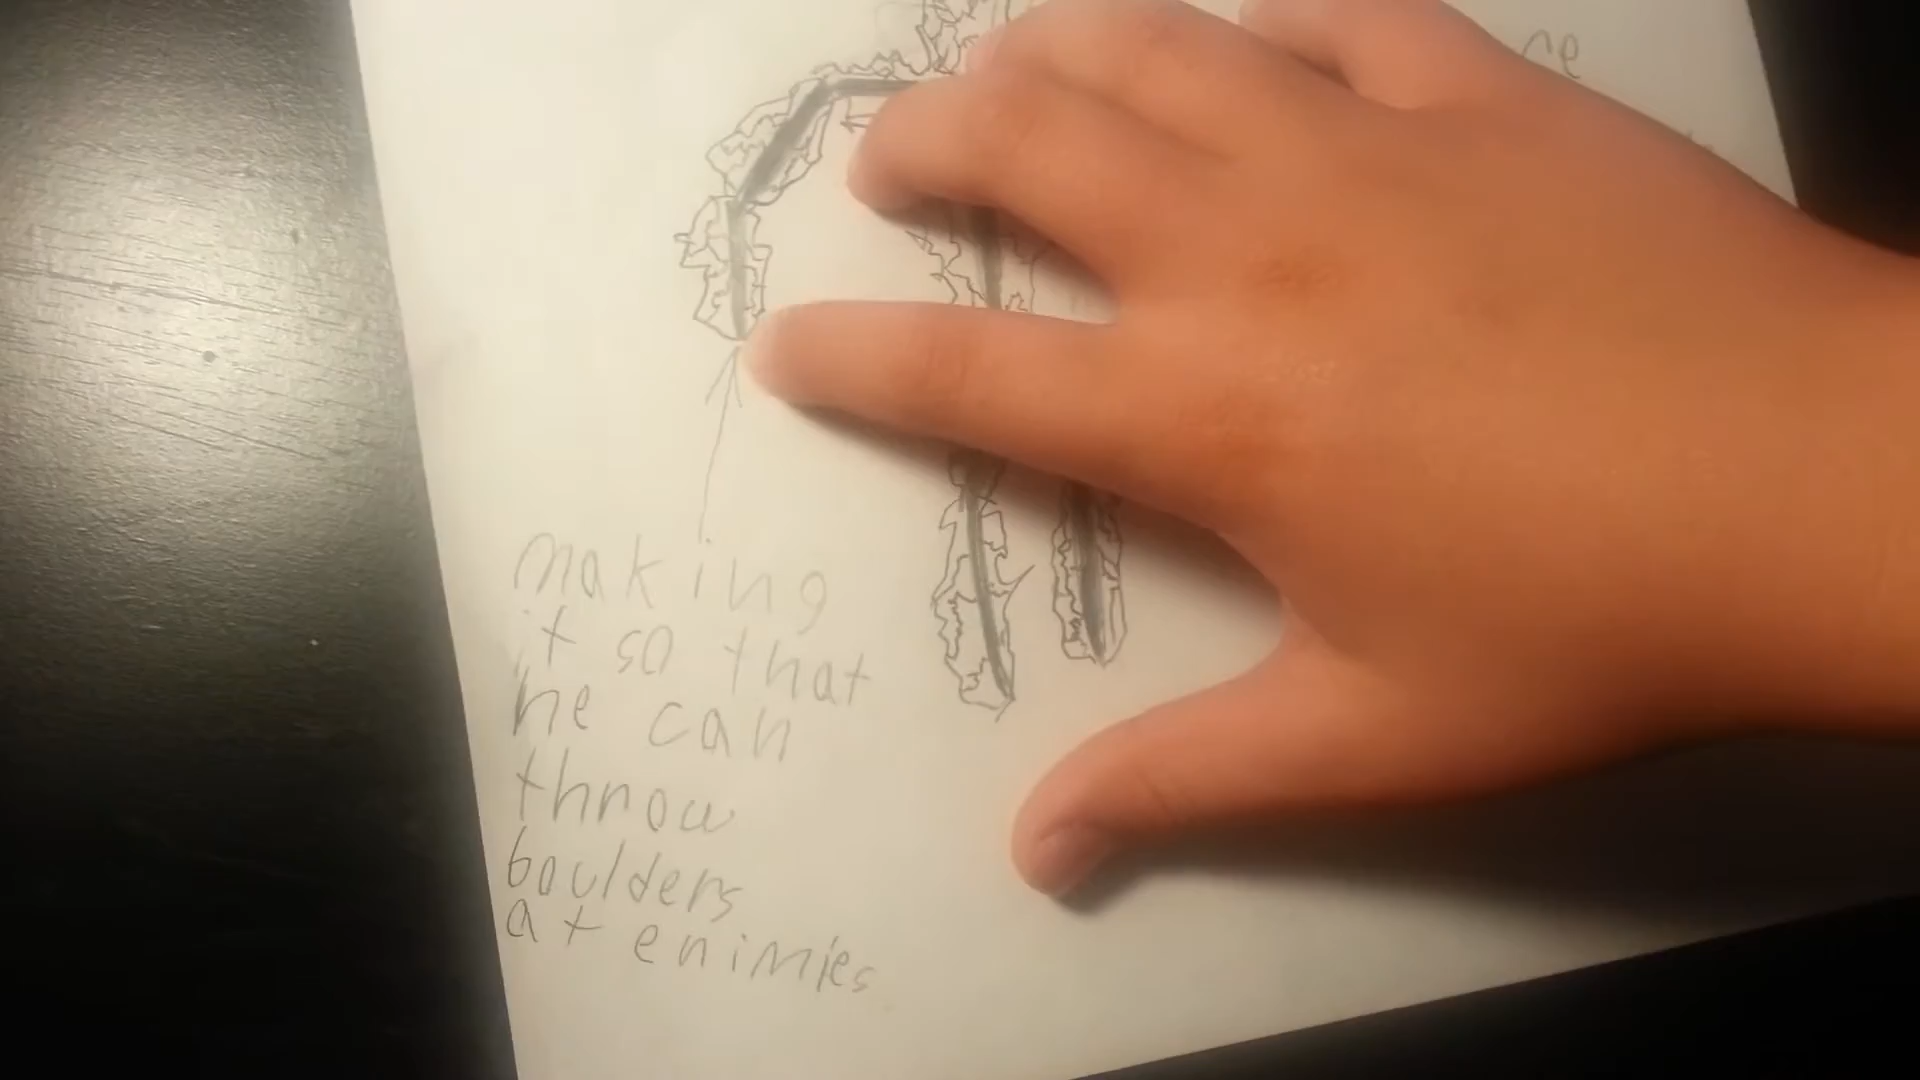 making
it so that
he can
throw
boulders
at enimies